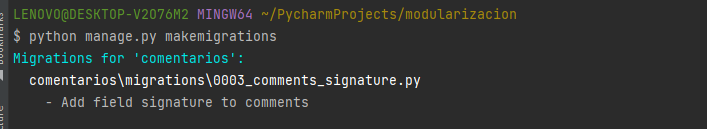 LENOVO@DESKTOP-V2O76M2 MINGW64 ~/PycharmProjects/modularizacion
$ python manage.py makemigrations
Migrations for 'comentarios':
  comentarios\migrations\0003_comments_signature.py
    - Add field signature to comments